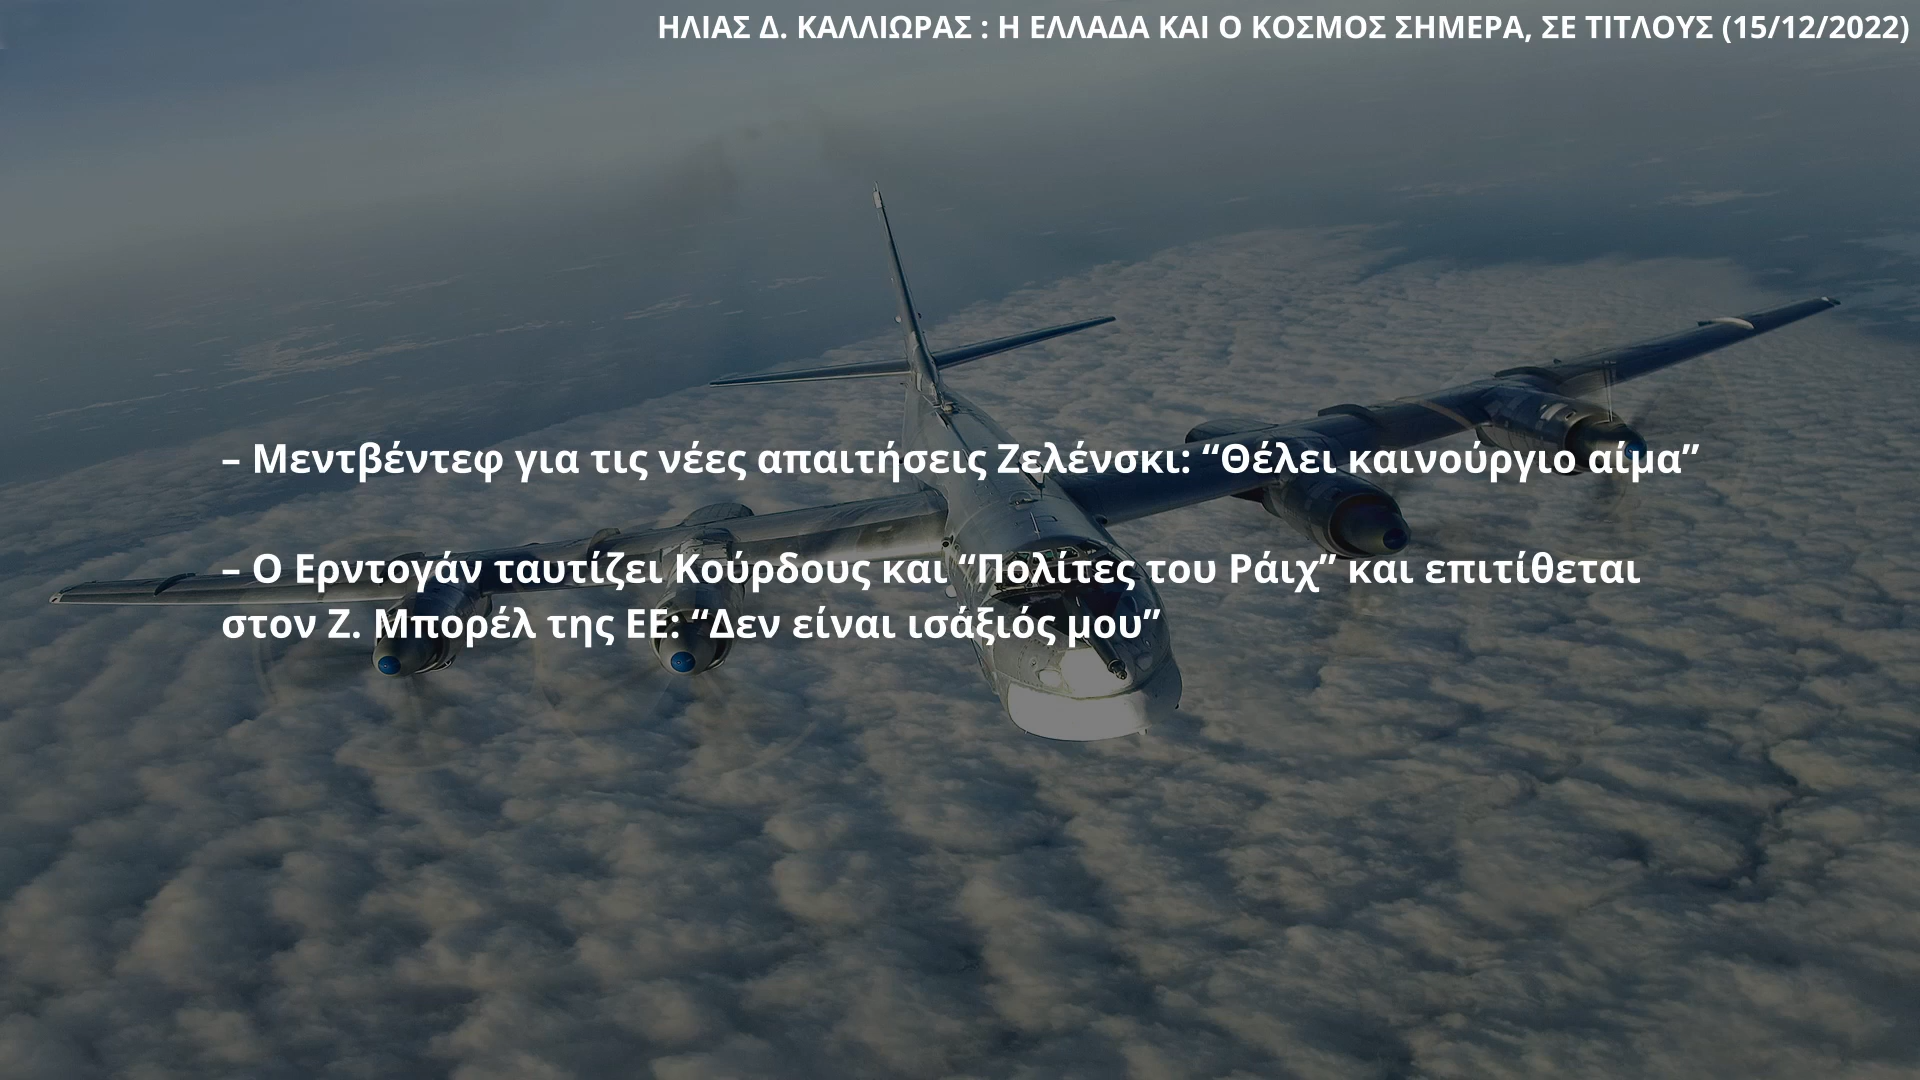 ΗΛΙΑΣ Δ. ΚΑΛΛΙΩΡΑΣ : Η ΕΛΛΑΔΑ ΚΑΙ Ο ΚΟΣΜΟΣ ΣΗΜΕΡΑ, ΣΕ ΤΙΤΛΟΥΣ (15/12/2022)
– Μεντβέντεφ για τις νέες απαιτήσεις Ζελένσκι: “Θέλει καινούργιο αίμα”
– Ο Ερντογάν ταυτίζει Κούρδους και “Πολίτες του Ράιχ” και επιτίθεται
στον Ζ. Μπορέλ της ΕΕ: “Δεν είναι ισάξιός μου”